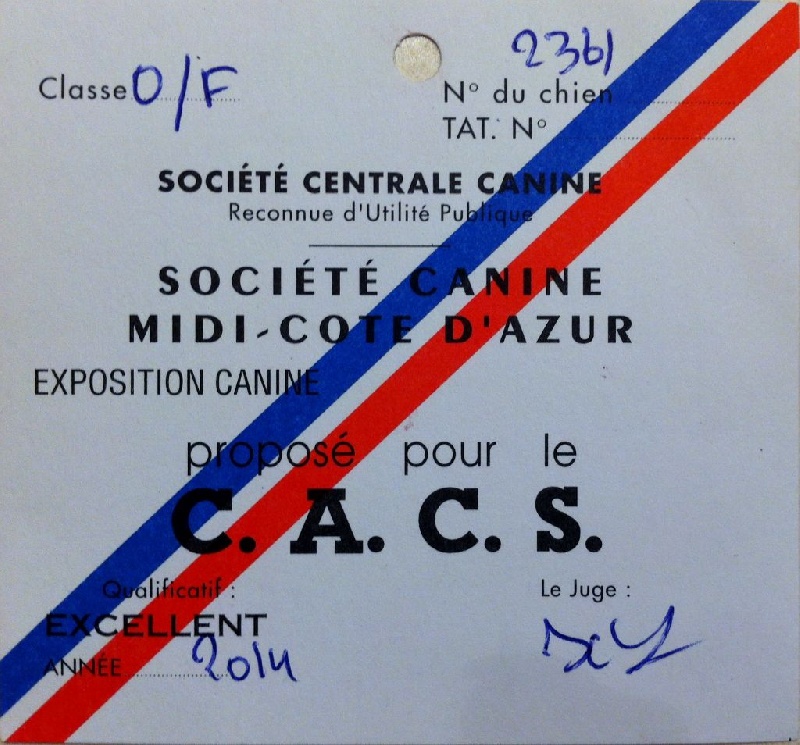 Classe O/F
N° du chien 2361
TAT. N°
SOCIÉTÉ CENTRALE CANINE
Reconnue d'Utilité Publique
SOCIÉTÉ CANINE
MIDI-COTE D'AZUR
EXPOSITION CANINE
proposé pour le
C. A. C. S.
Qualificatif :
EXCELLENT
Le Juge :
ANNÉE 2014